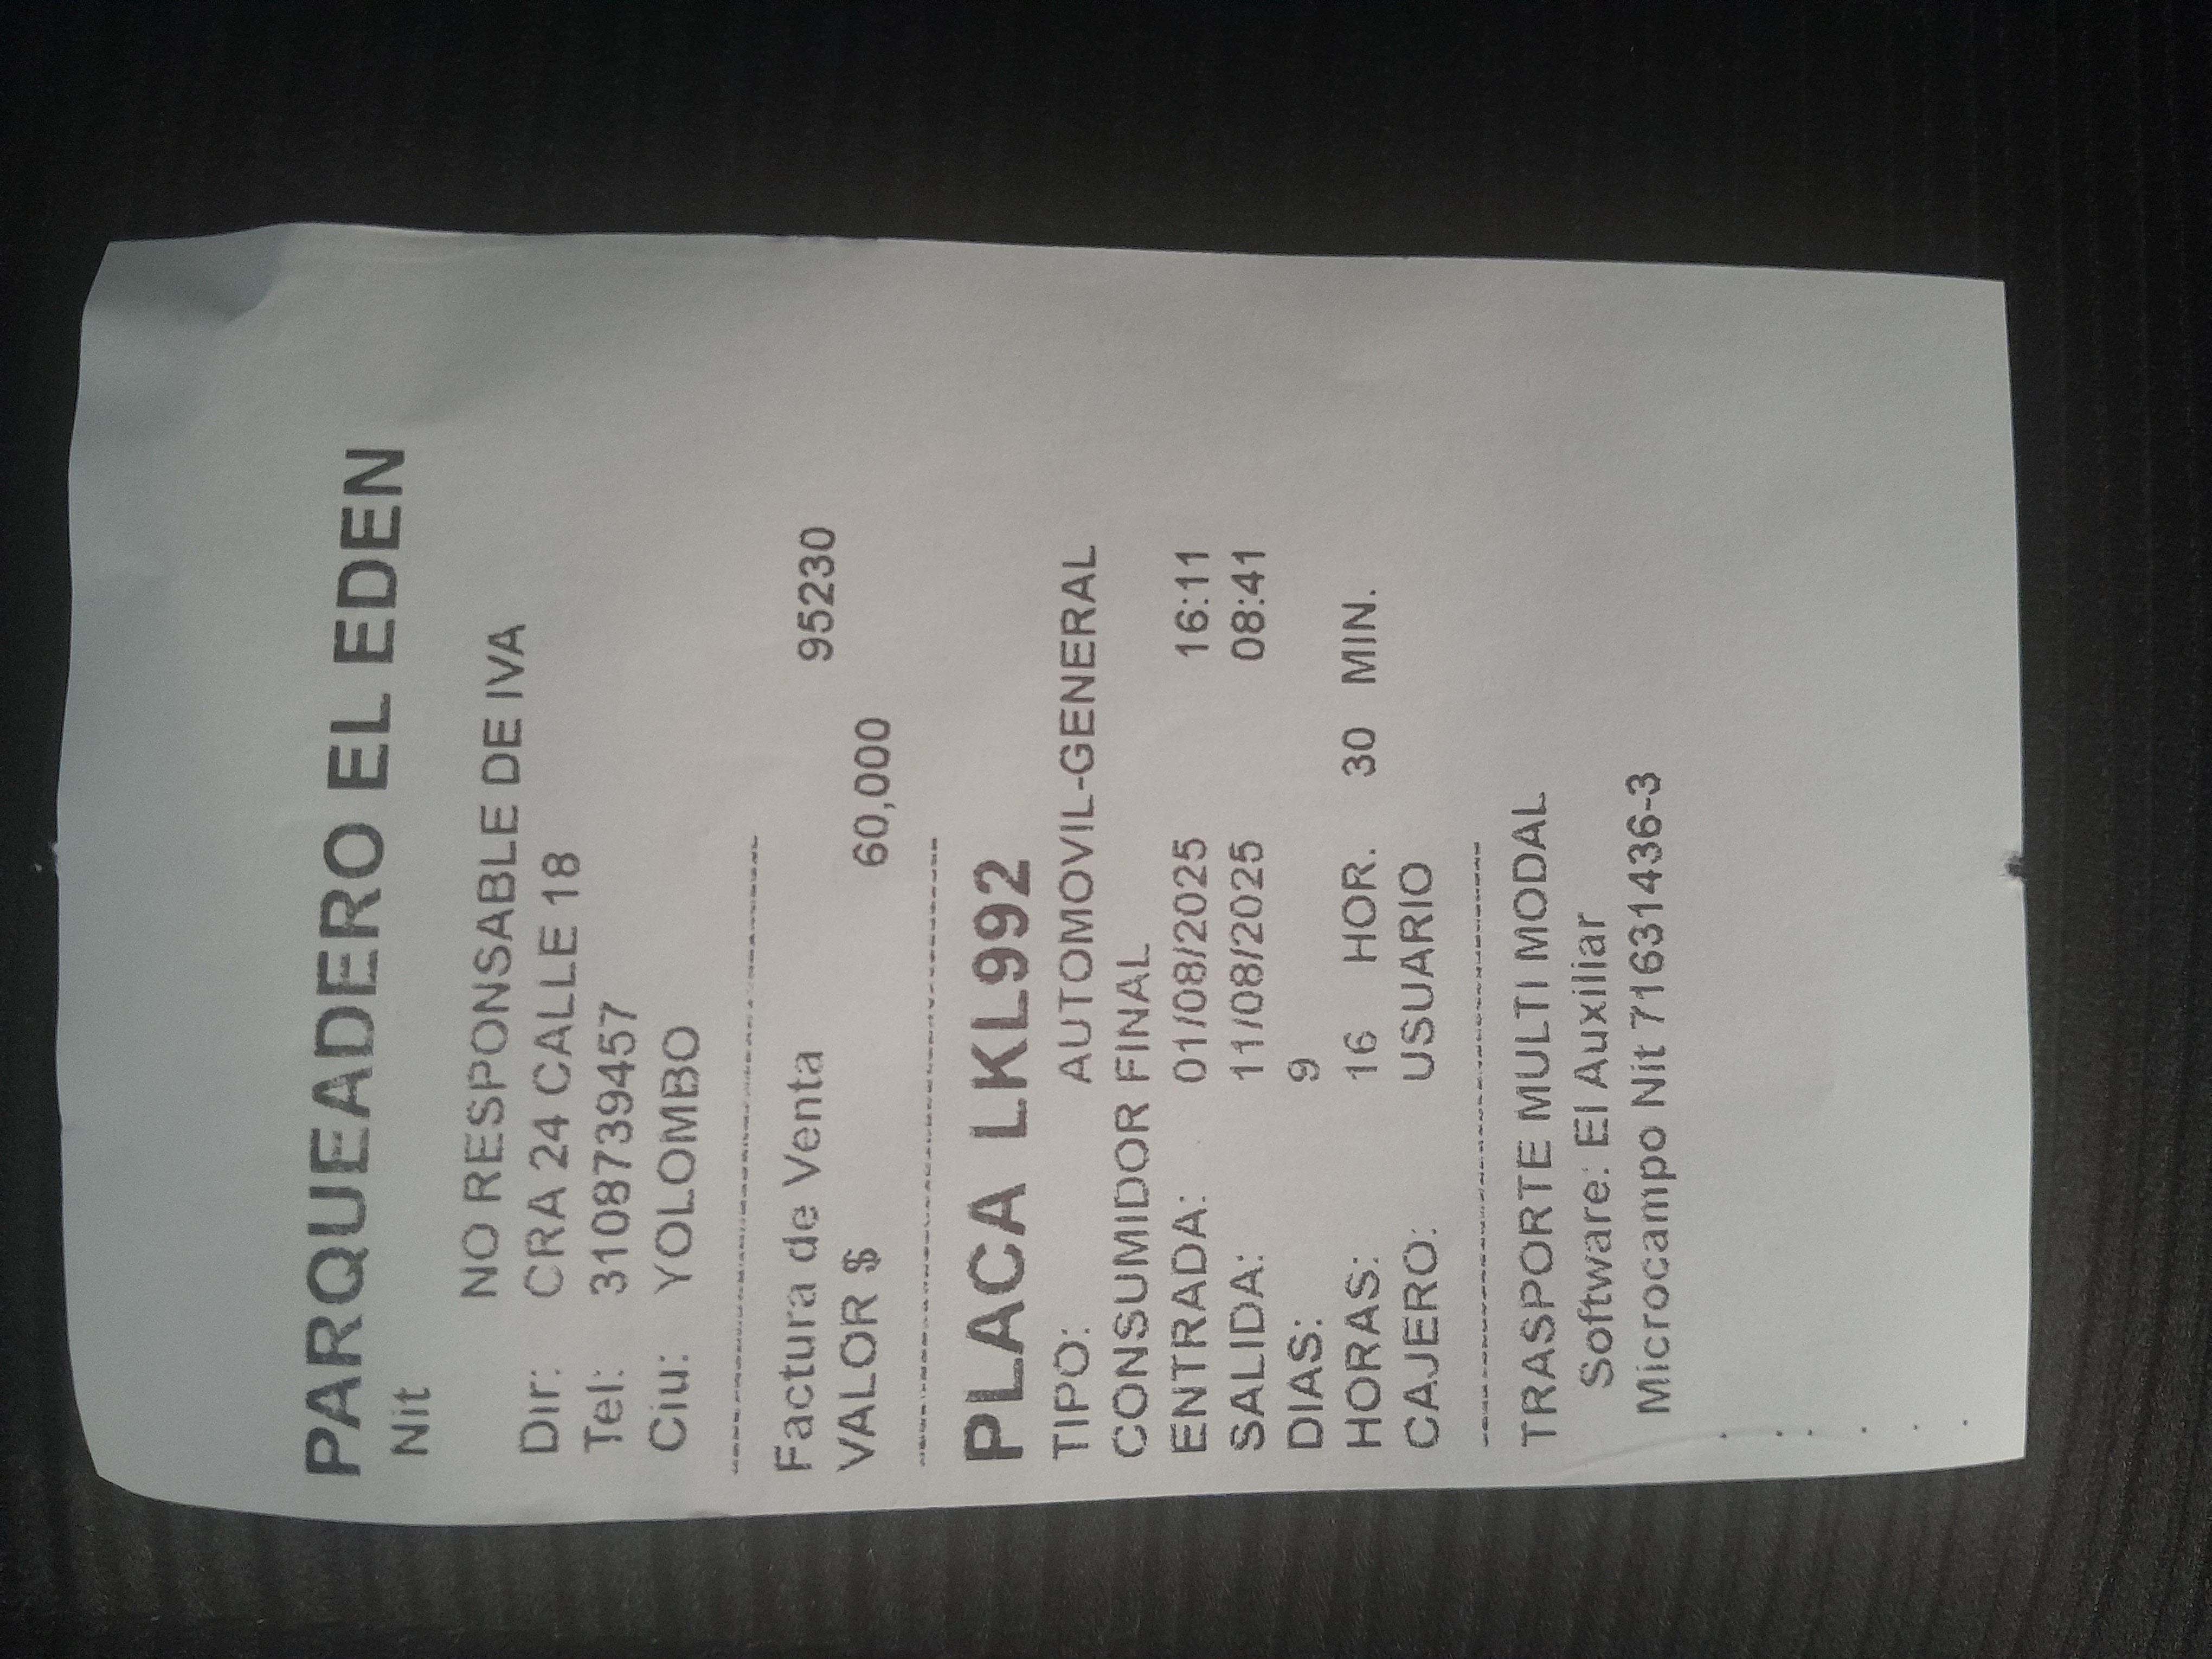 PARQUEADERO EL EDEN
Nit
NO RESPONSABLE DE IVA
Dir: CRA 24 CALLE 18
Tel: 3108739457
Ciu: YOLOMBO
Factura de Venta 95230
VALOR $ 60,000
PLACA LKL992
TIPO: AUTOMOVIL-GENERAL
CONSUMIDOR FINAL
ENTRADA: 01/08/2025 16:11
SALIDA: 11/08/2025 08:41
DIAS: 9
HORAS: 16 HOR. 30 MIN.
CAJERO: USUARIO
TRASPORTE MULTI MODAL
Software: El Auxiliar
Microcampo Nit 71631436-3